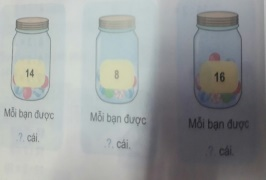 14
8
16
Mỗi bạn được
Mỗi bạn được
Mỗi bạn được
.?. cái.
.?. cái.
.?. cái.